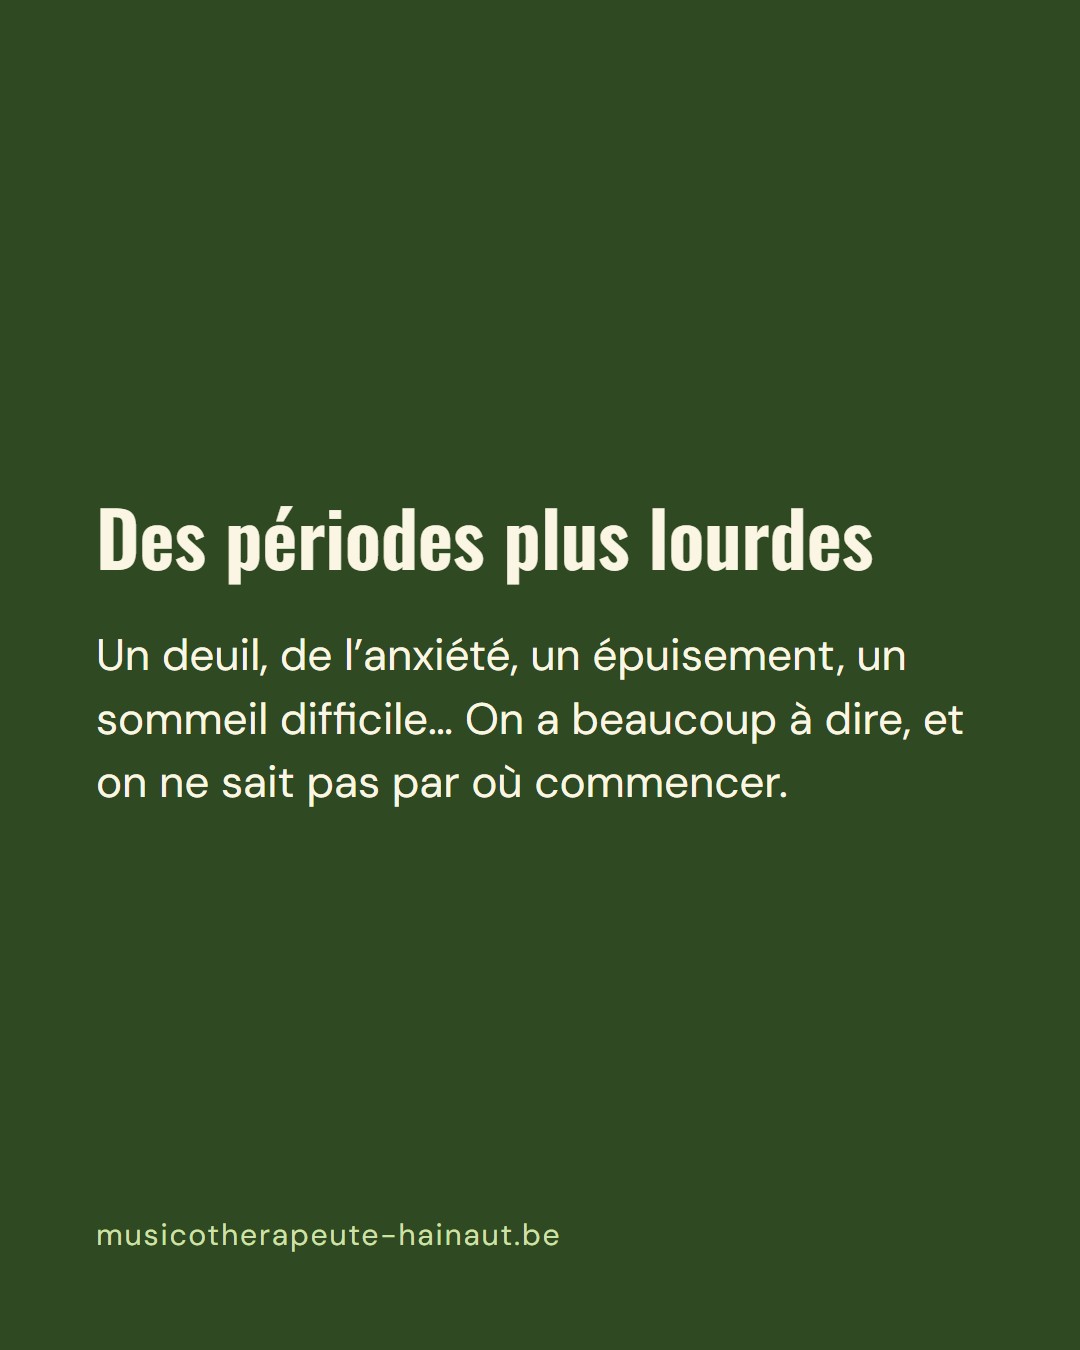 Des périodes plus lourdes
Un deuil, de l’anxiété, un épuisement, un
sommeil difficile… On a beaucoup à dire, et
on ne sait pas par où commencer.
musicotherapeute-hainaut.be